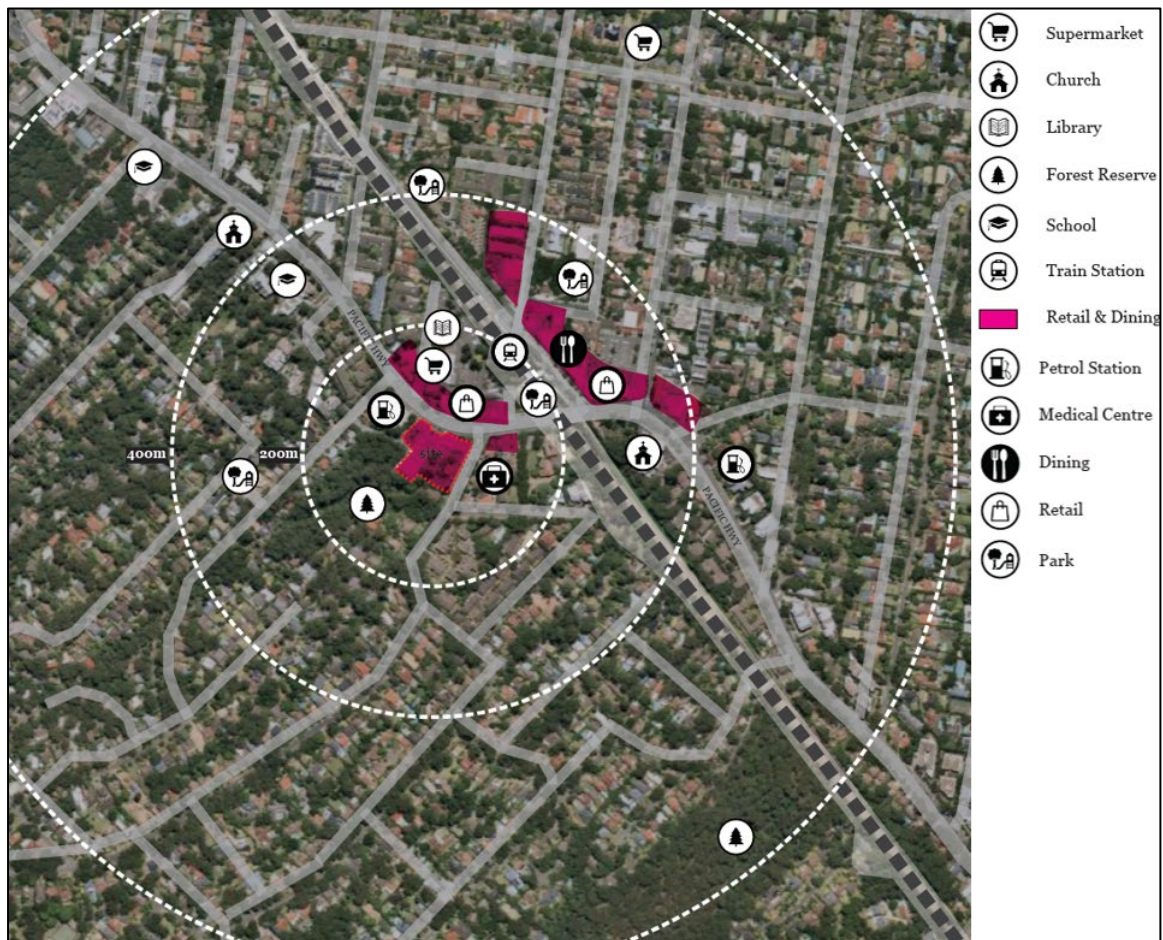 Supermarket
Church
Library
Forest Reserve
School
Train Station
Retail & Dining
Petrol Station
Medical Centre
Dining
Retail
Park
PACIFIC HWY
400m
200m
SITE
PACIFIC HWY